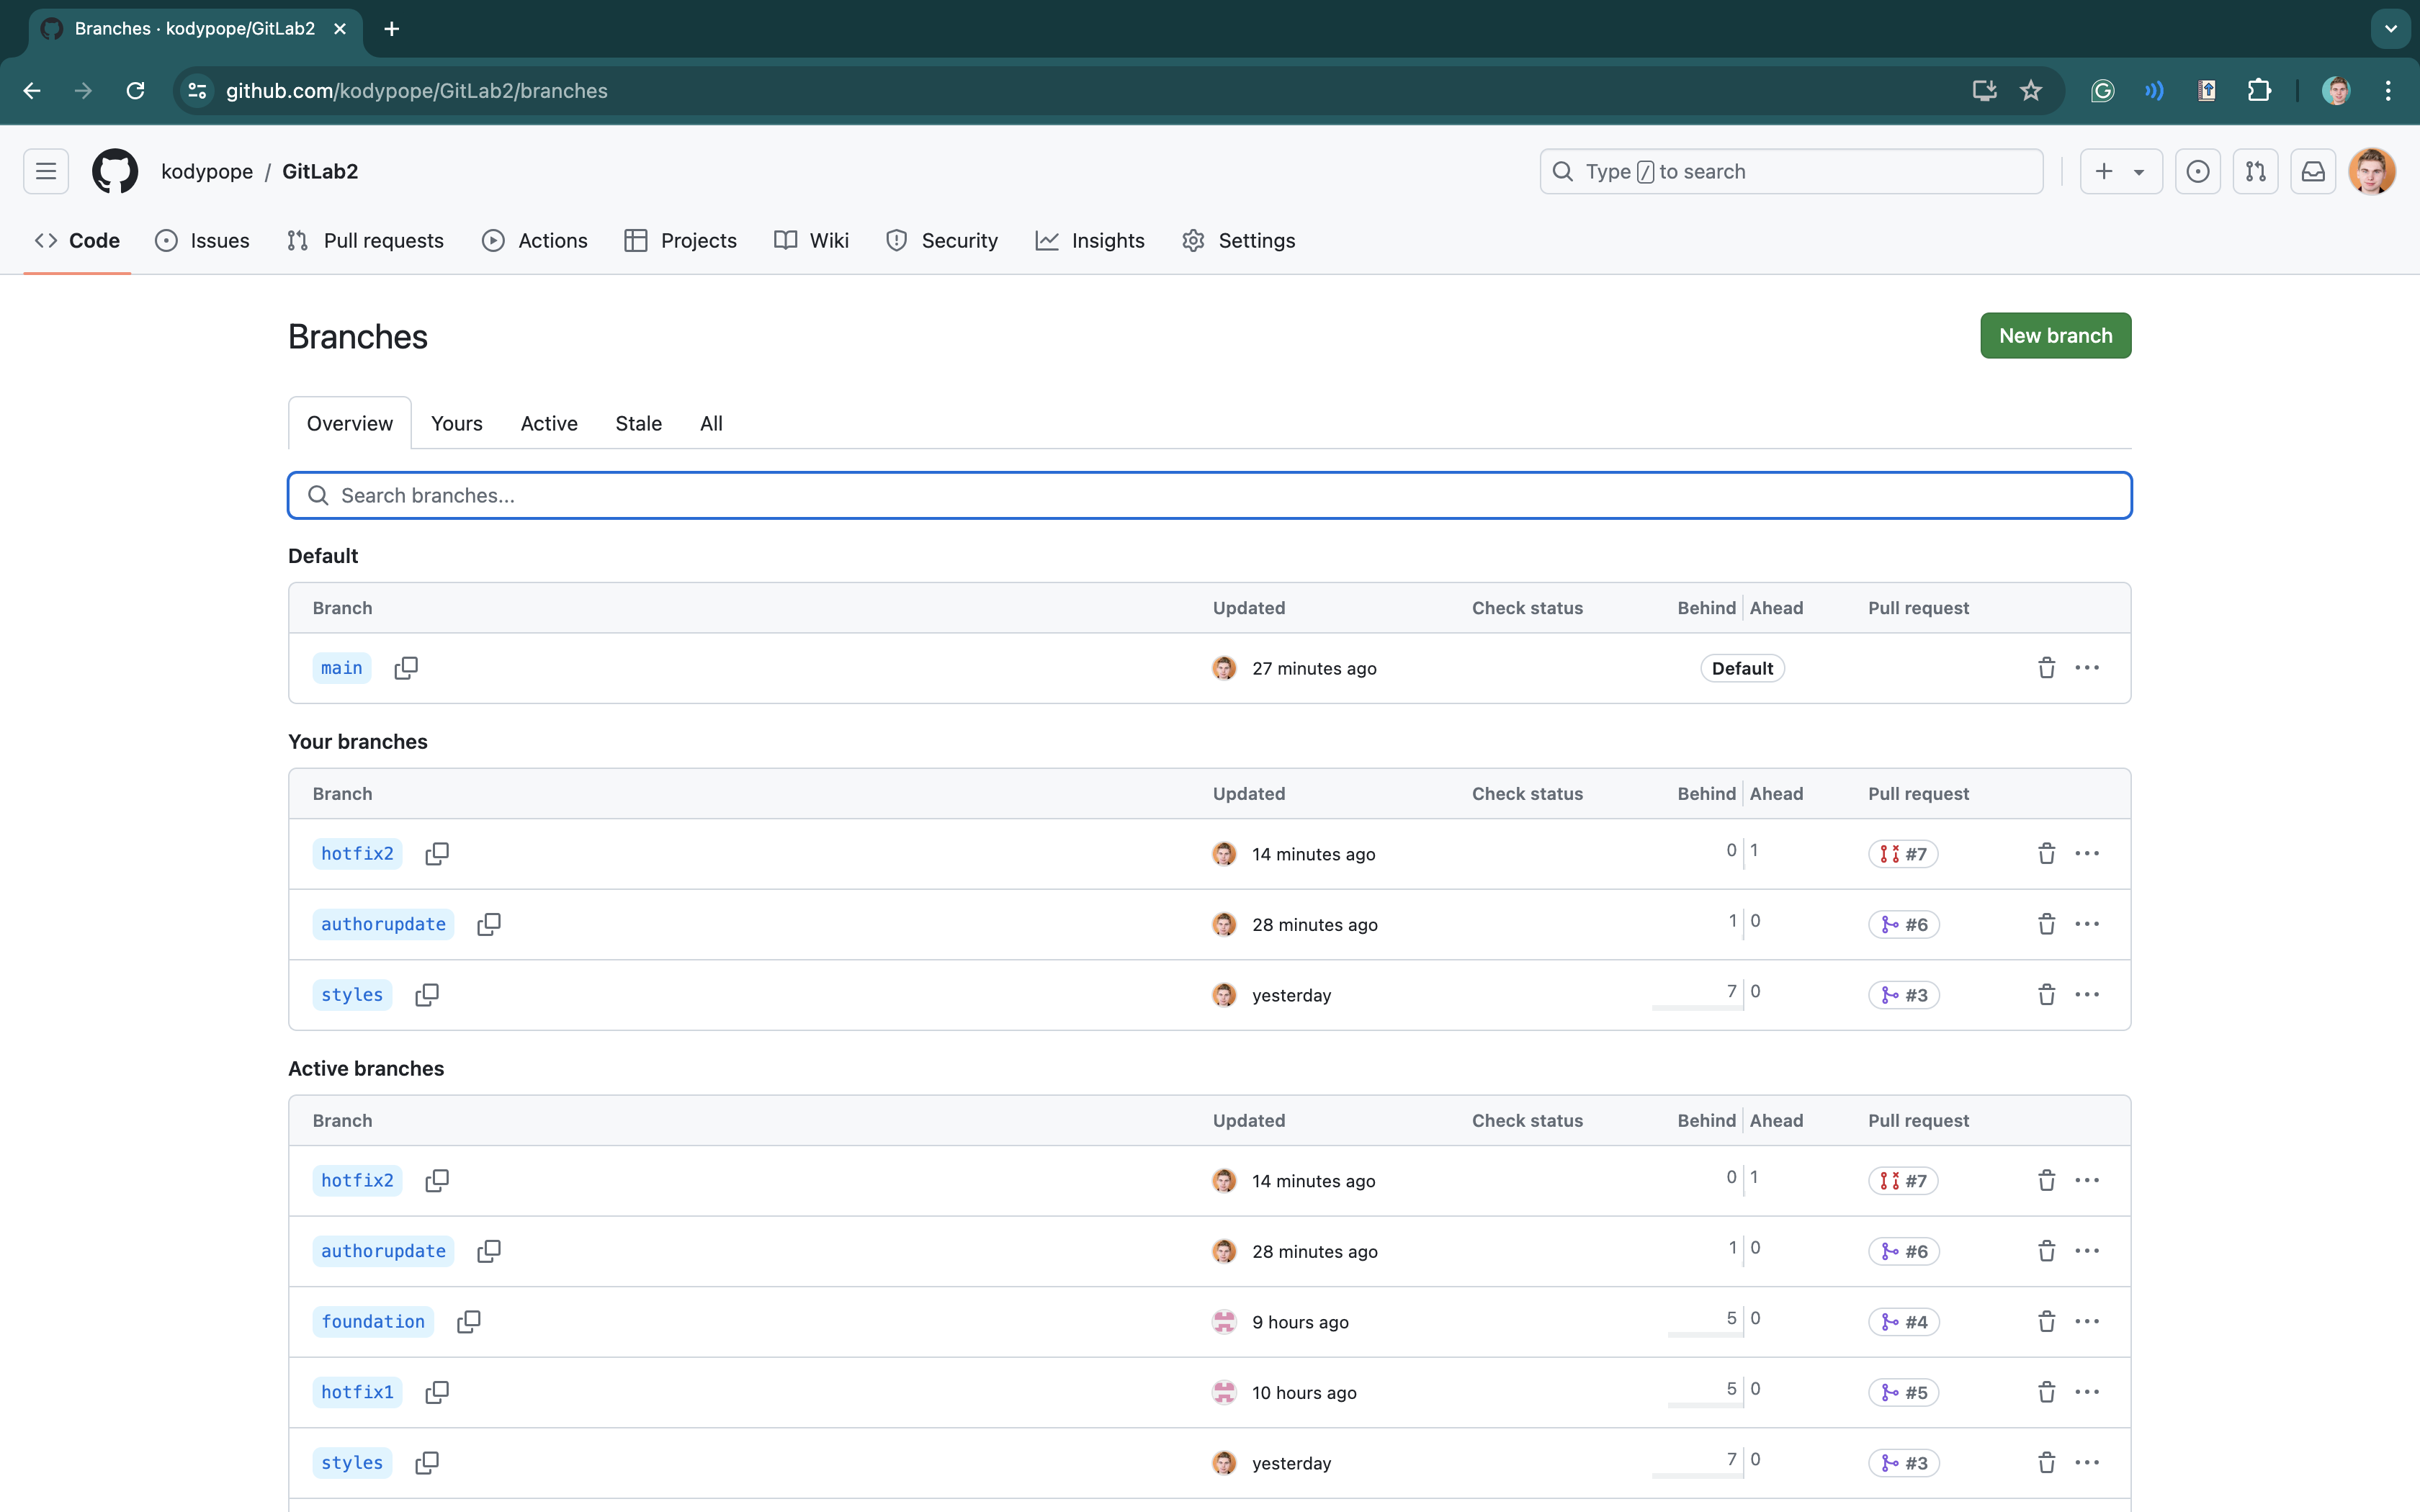 Branches · kodypope/GitLab2
github.com/kodypope/GitLab2/branches
kodypope / GitLab2
Type / to search
Code Issues Pull requests Actions Projects Wiki Security Insights Settings
Branches
New branch
Overview Yours Active Stale All
Search branches...
Default
Branch Updated Check status Behind Ahead Pull request
main 27 minutes ago Default
Your branches
Branch Updated Check status Behind Ahead Pull request
hotfix2 14 minutes ago 0 1 #7
authorupdate 28 minutes ago 1 0 #6
styles yesterday 7 0 #3
Active branches
Branch Updated Check status Behind Ahead Pull request
hotfix2 14 minutes ago 0 1 #7
authorupdate 28 minutes ago 1 0 #6
foundation 9 hours ago 5 0 #4
hotfix1 10 hours ago 5 0 #5
styles yesterday 7 0 #3